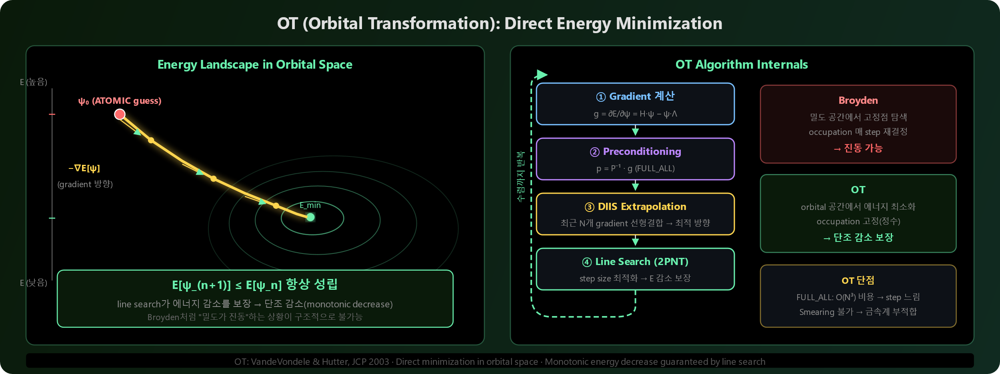 OT (Orbital Transformation): Direct Energy Minimization
Energy Landscape in Orbital Space
E (높음)
ψ₀ (ATOMIC guess)
−∇E[ψ]
(gradient 방향)
E_min
E (낮음)
E[ψ_(n+1)] ≤ E[ψ_n] 항상 성립
line search가 에너지 감소를 보장 → 단조 감소(monotonic decrease)
Broyden처럼 "밀도가 진동"하는 상황이 구조적으로 불가능
OT Algorithm Internals
수렴까지 반복
① Gradient 계산
g = ∂E/∂ψ = H·ψ − ψ·Λ
② Preconditioning
p = P⁻¹ · g (FULL_ALL)
③ DIIS Extrapolation
최근 N개 gradient 선형결합 → 최적 방향
④ Line Search (2PNT)
step size 최적화 → E 감소 보장
Broyden
밀도 공간에서 고정점 탐색
occupation 매 step 재결정
→ 진동 가능
OT
orbital 공간에서 에너지 최소화
occupation 고정(정수)
→ 단조 감소 보장
OT 단점
FULL_ALL: O(N³) 비용 → step 느림
Smearing 불가 → 금속계 부적합
OT: VandeVondele & Hutter, JCP 2003 · Direct minimization in orbital space · Monotonic energy decrease guaranteed by line search